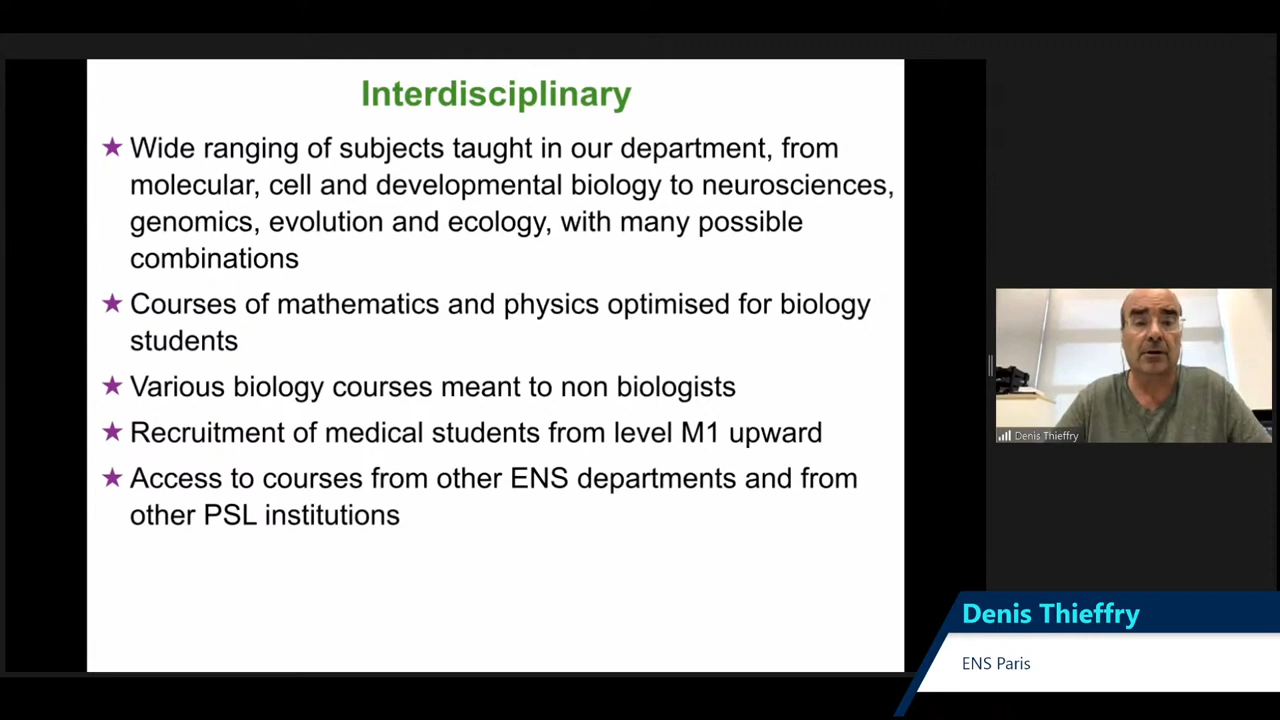 Interdisciplinary
★ Wide ranging of subjects taught in our department, from
molecular, cell and developmental biology to neurosciences,
genomics, evolution and ecology, with many possible
combinations
★ Courses of mathematics and physics optimised for biology
students
★ Various biology courses meant to non biologists
★ Recruitment of medical students from level M1 upward
★ Access to courses from other ENS departments and from
other PSL institutions
Denis Thieffry
Denis Thieffry
ENS Paris